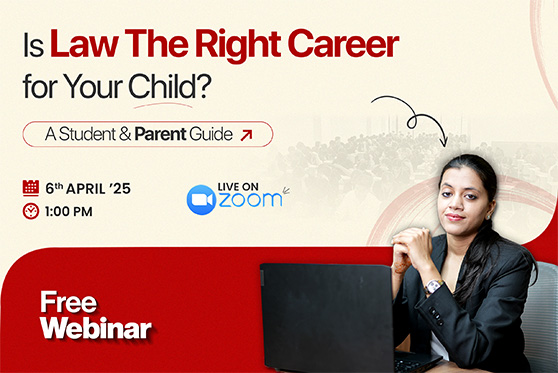 Is Law The Right Career
for Your Child?
A Student & Parent Guide
6th APRIL '25
1:00 PM
LIVE ON
zoom
Free
Webinar